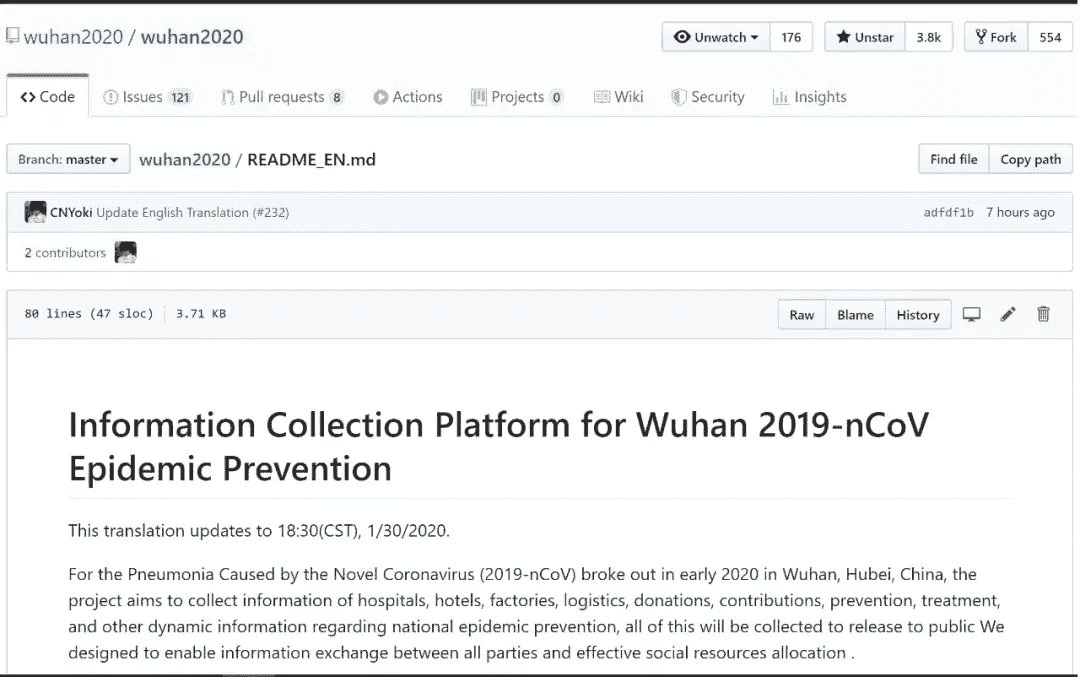 wuhan2020 / wuhan2020
Unwatch 176 Unstar 3.8k Fork 554
Code Issues 121 Pull requests 8 Actions Projects 0 Wiki Security Insights
Branch: master wuhan2020 / README_EN.md Find file Copy path
CNYoki Update English Translation (#232) adfdf1b 7 hours ago
2 contributors
80 lines (47 sloc) 3.71 KB Raw Blame History
Information Collection Platform for Wuhan 2019-nCoV
Epidemic Prevention
This translation updates to 18:30(CST), 1/30/2020.
For the Pneumonia Caused by the Novel Coronavirus (2019-nCoV) broke out in early 2020 in Wuhan, Hubei, China, the
project aims to collect information of hospitals, hotels, factories, logistics, donations, contributions, prevention, treatment,
and other dynamic information regarding national epidemic prevention, all of this will be collected to release to public We
designed to enable information exchange between all parties and effective social resources allocation .